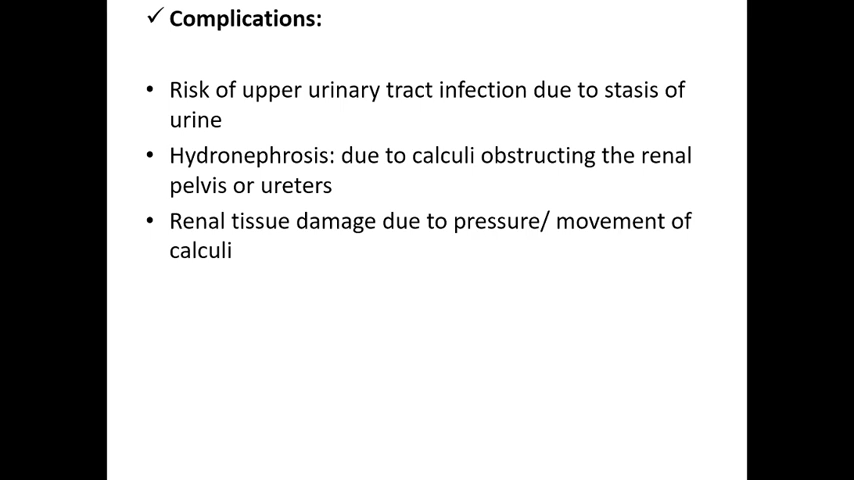 ✓ Complications:
• Risk of upper urinary tract infection due to stasis of
urine
• Hydronephrosis: due to calculi obstructing the renal
pelvis or ureters
• Renal tissue damage due to pressure/ movement of
calculi